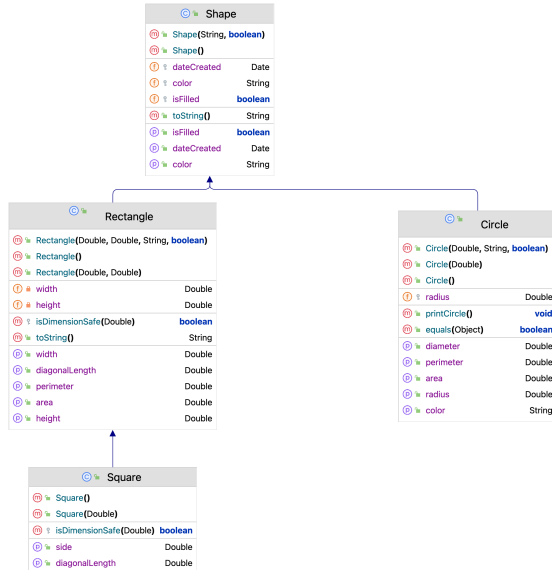 Shape
Shape(String, boolean)
Shape()
dateCreated Date
color String
isFilled boolean
toString() String
isFilled boolean
dateCreated Date
color String
Rectangle
Rectangle(Double, Double, String, boolean)
Rectangle()
Rectangle(Double, Double)
width Double
height Double
isDimensionSafe(Double) boolean
toString() String
width Double
diagonalLength Double
perimeter Double
area Double
height Double
Circle
Circle(Double, String, boolean)
Circle(Double)
Circle()
radius Double
printCircle() void
equals(Object) boolean
diameter Double
perimeter Double
area Double
radius Double
color String
Square
Square()
Square(Double)
isDimensionSafe(Double) boolean
side Double
diagonalLength Double